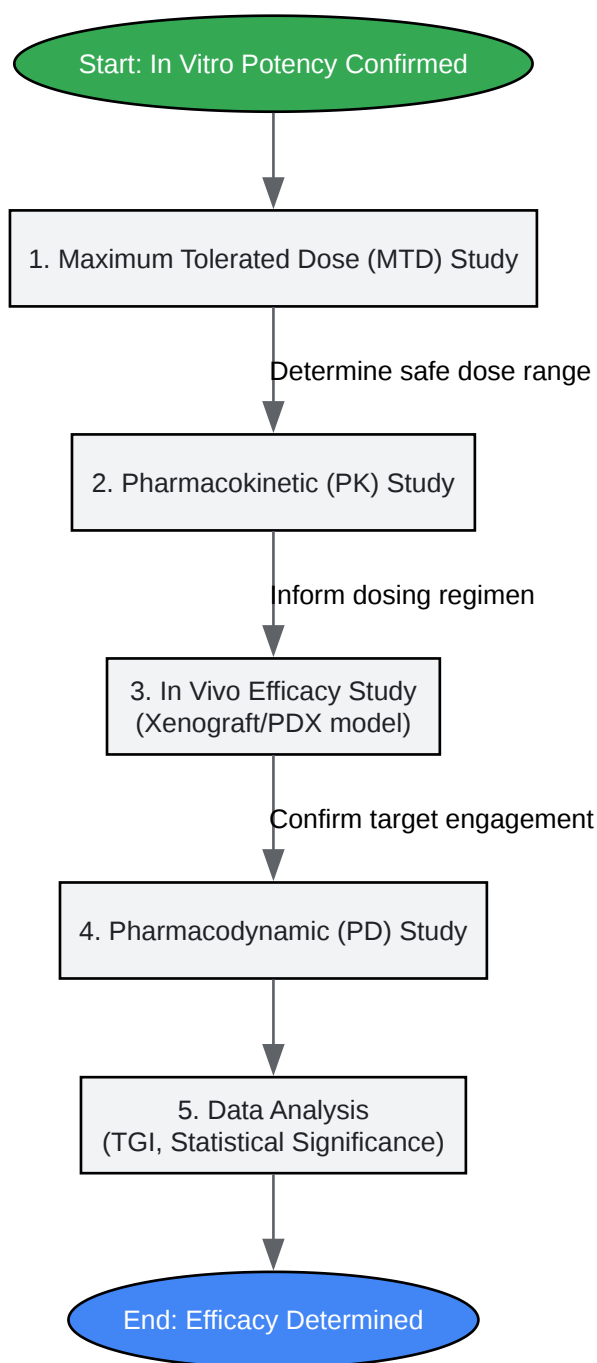 Start: In Vitro Potency Confirmed
1. Maximum Tolerated Dose (MTD) Study
Determine safe dose range
2. Pharmacokinetic (PK) Study
Inform dosing regimen
3. In Vivo Efficacy Study
(Xenograft/PDX model)
Confirm target engagement
4. Pharmacodynamic (PD) Study
5. Data Analysis
(TGI, Statistical Significance)
End: Efficacy Determined